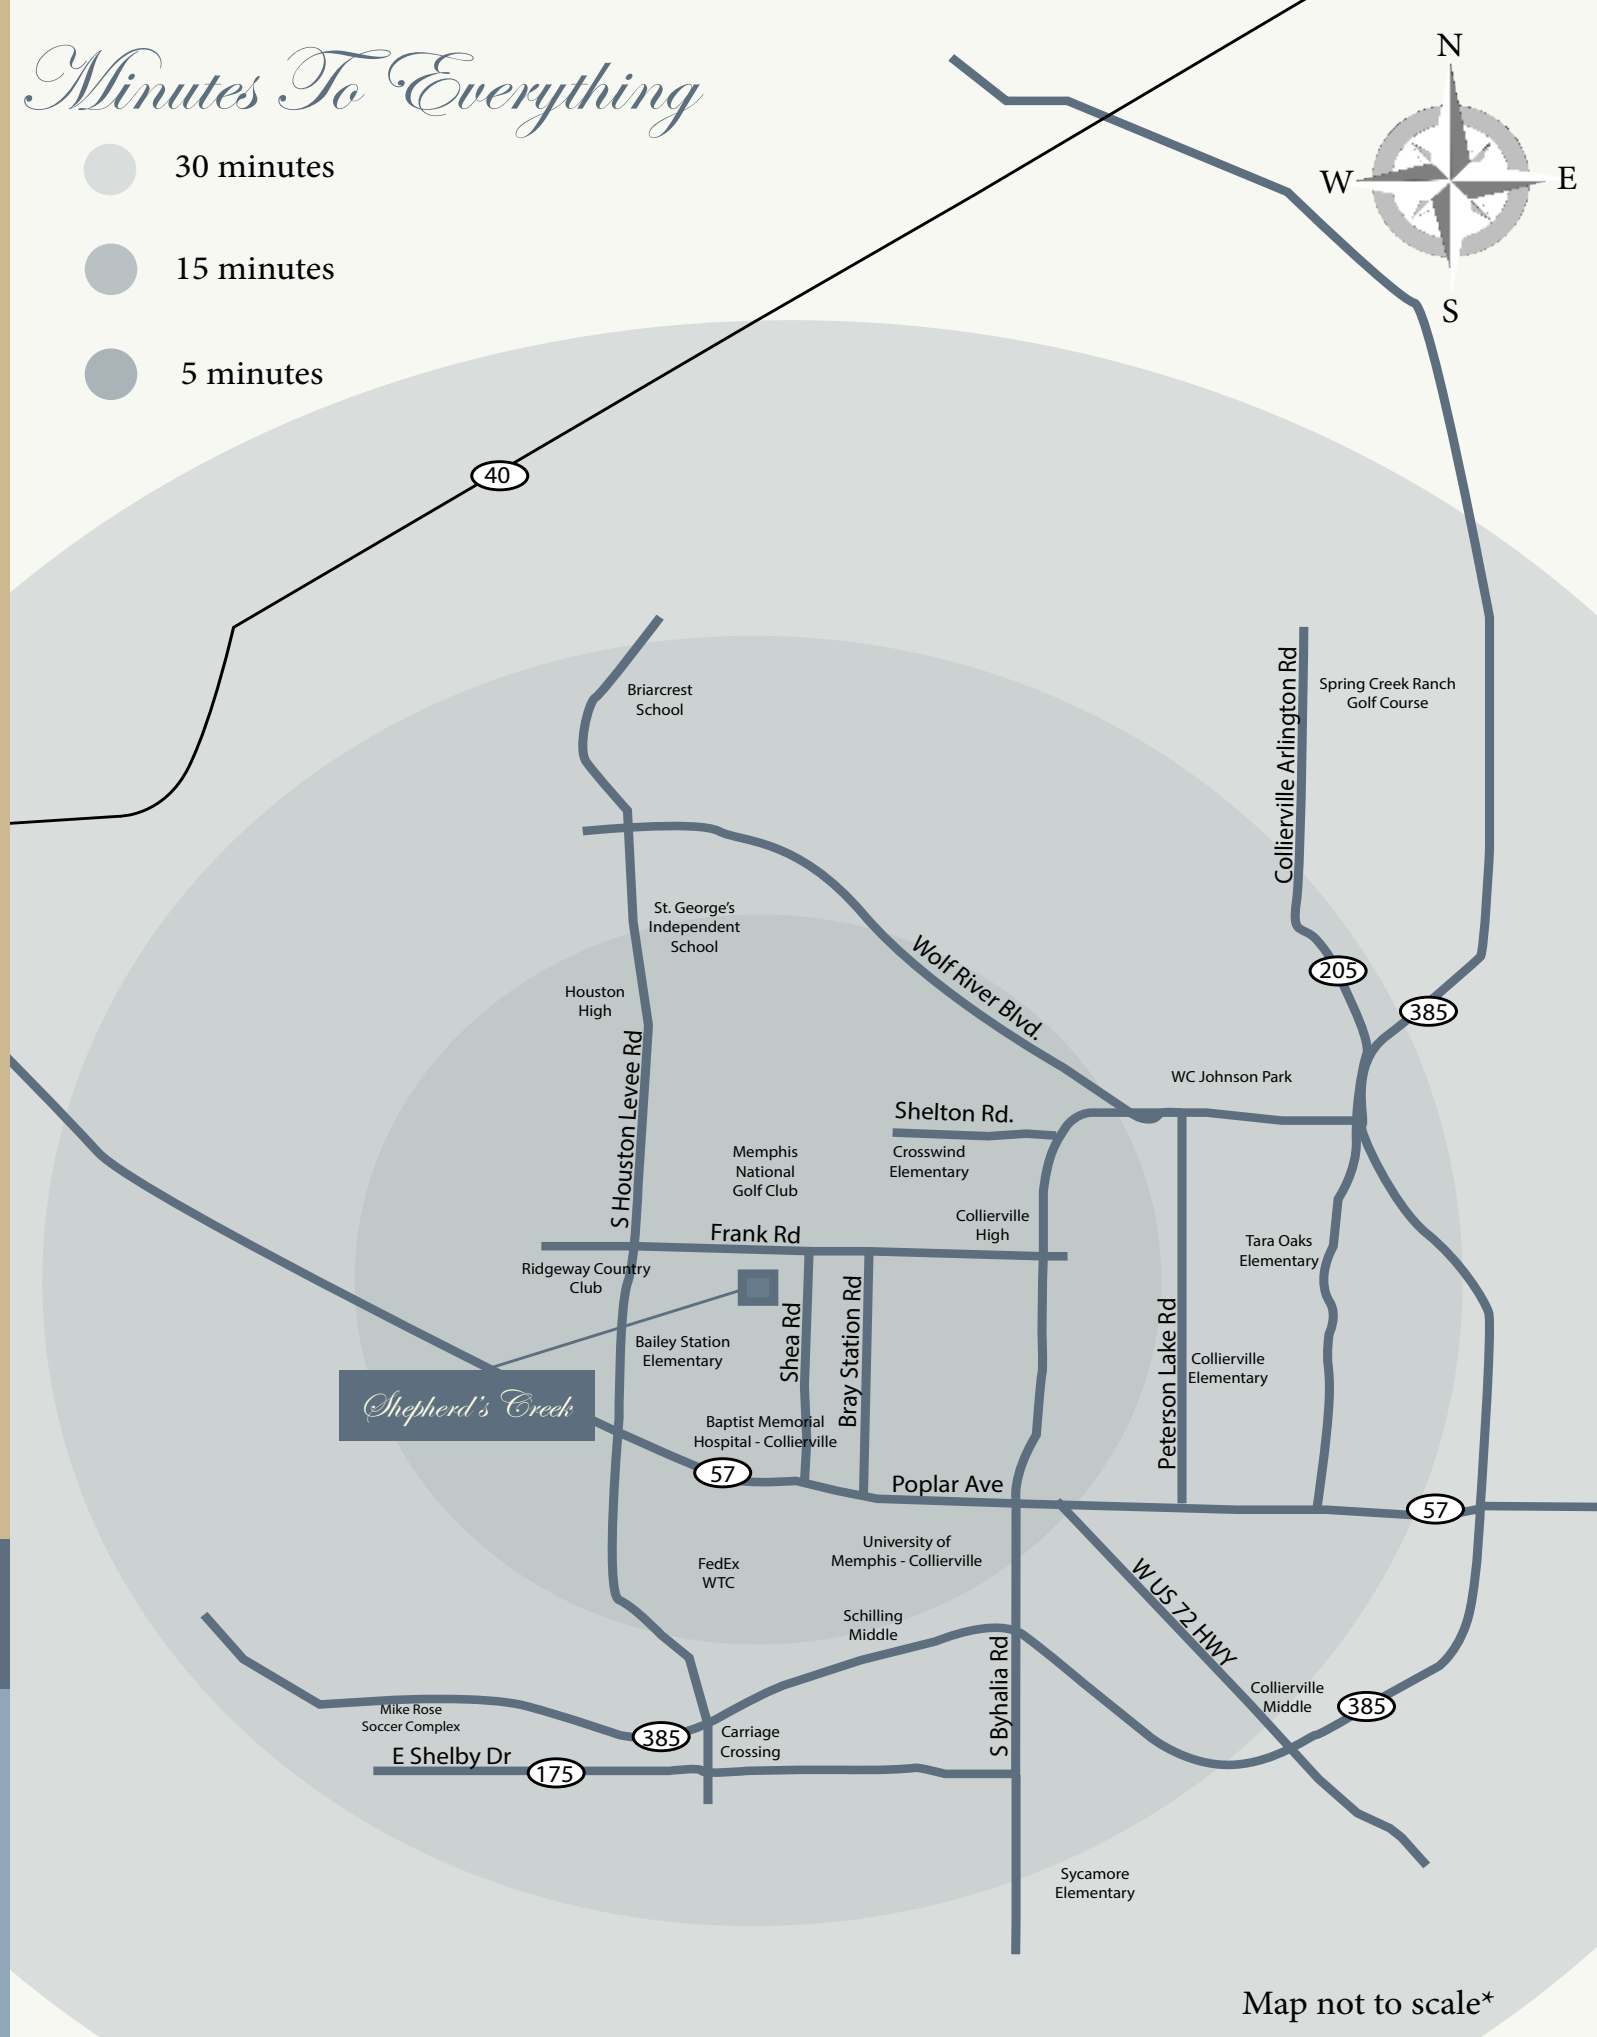 Minutes To Everything
30 minutes
15 minutes
5 minutes
N
W
E
S
40
Briarcrest
School
Collierville Arlington Rd
Spring Creek Ranch
Golf Course
St. George's
Independent
School
Wolf River Blvd.
205
385
Houston
High
S Houston Levee Rd
WC Johnson Park
Shelton Rd.
Crosswind
Elementary
Memphis
National
Golf Club
Collierville
High
Frank Rd
Tara Oaks
Elementary
Ridgeway Country
Club
Shea Rd
Bray Station Rd
Peterson Lake Rd
Bailey Station
Elementary
Collierville
Elementary
Shepherd's Creek
Baptist Memorial
Hospital - Collierville
57
Poplar Ave
57
University of
Memphis - Collierville
FedEx
WTC
W US 72 HWY
Schilling
Middle
S Byhalia Rd
Collierville
Middle
385
Mike Rose
Soccer Complex
385
Carriage
Crossing
E Shelby Dr
175
Sycamore
Elementary
Map not to scale*